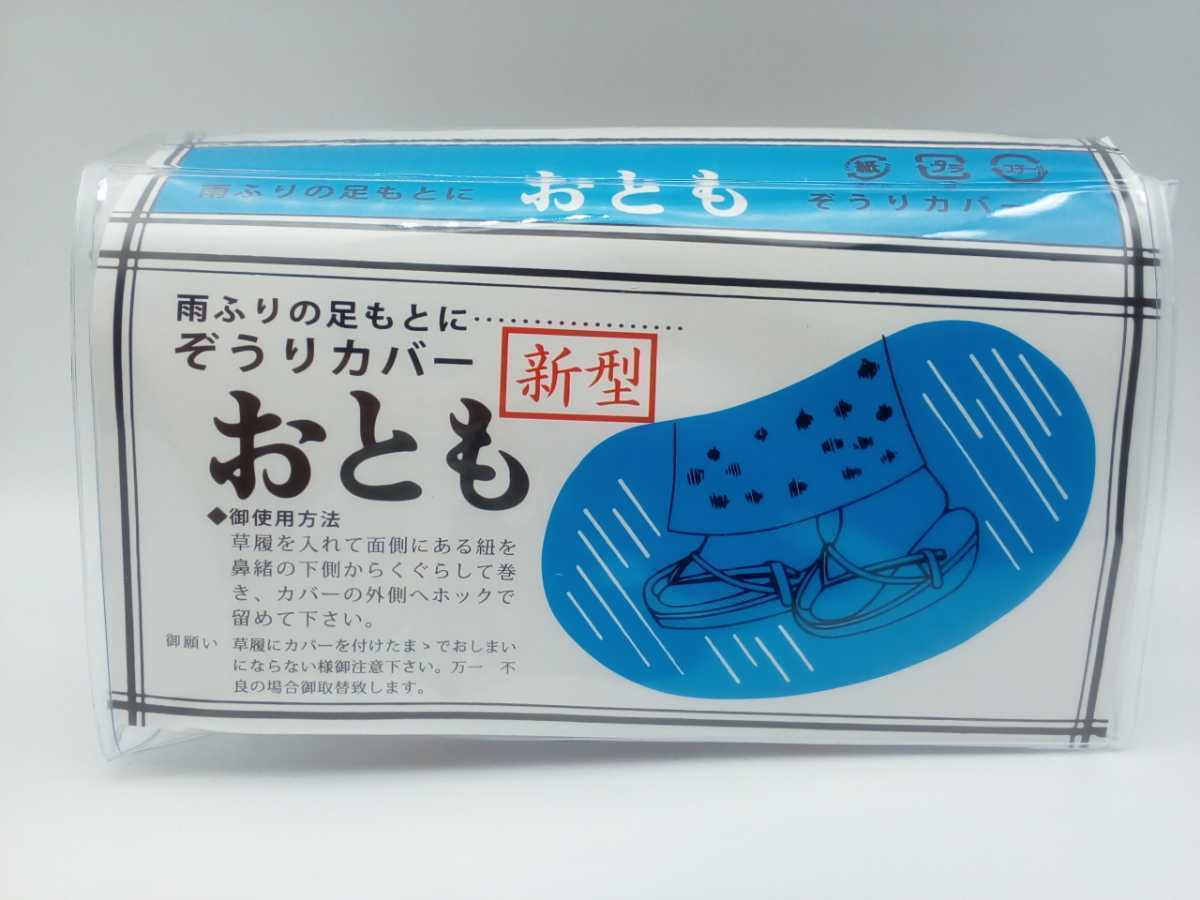 雨ふりの足もとに おとも ぞうりカバー
紙 プラ
雨ふりの足もとに‥‥‥‥‥‥‥
ぞうりカバー
新型
おとも
◆御使用方法
草履を入れて面側にある紐を
鼻緒の下側からくぐらして巻
き、カバーの外側へホックで
留めて下さい。
御願い 草履にカバーを付けたまゝでおしまい
にならない様御注意下さい。万一 不
良の場合御取替致します。